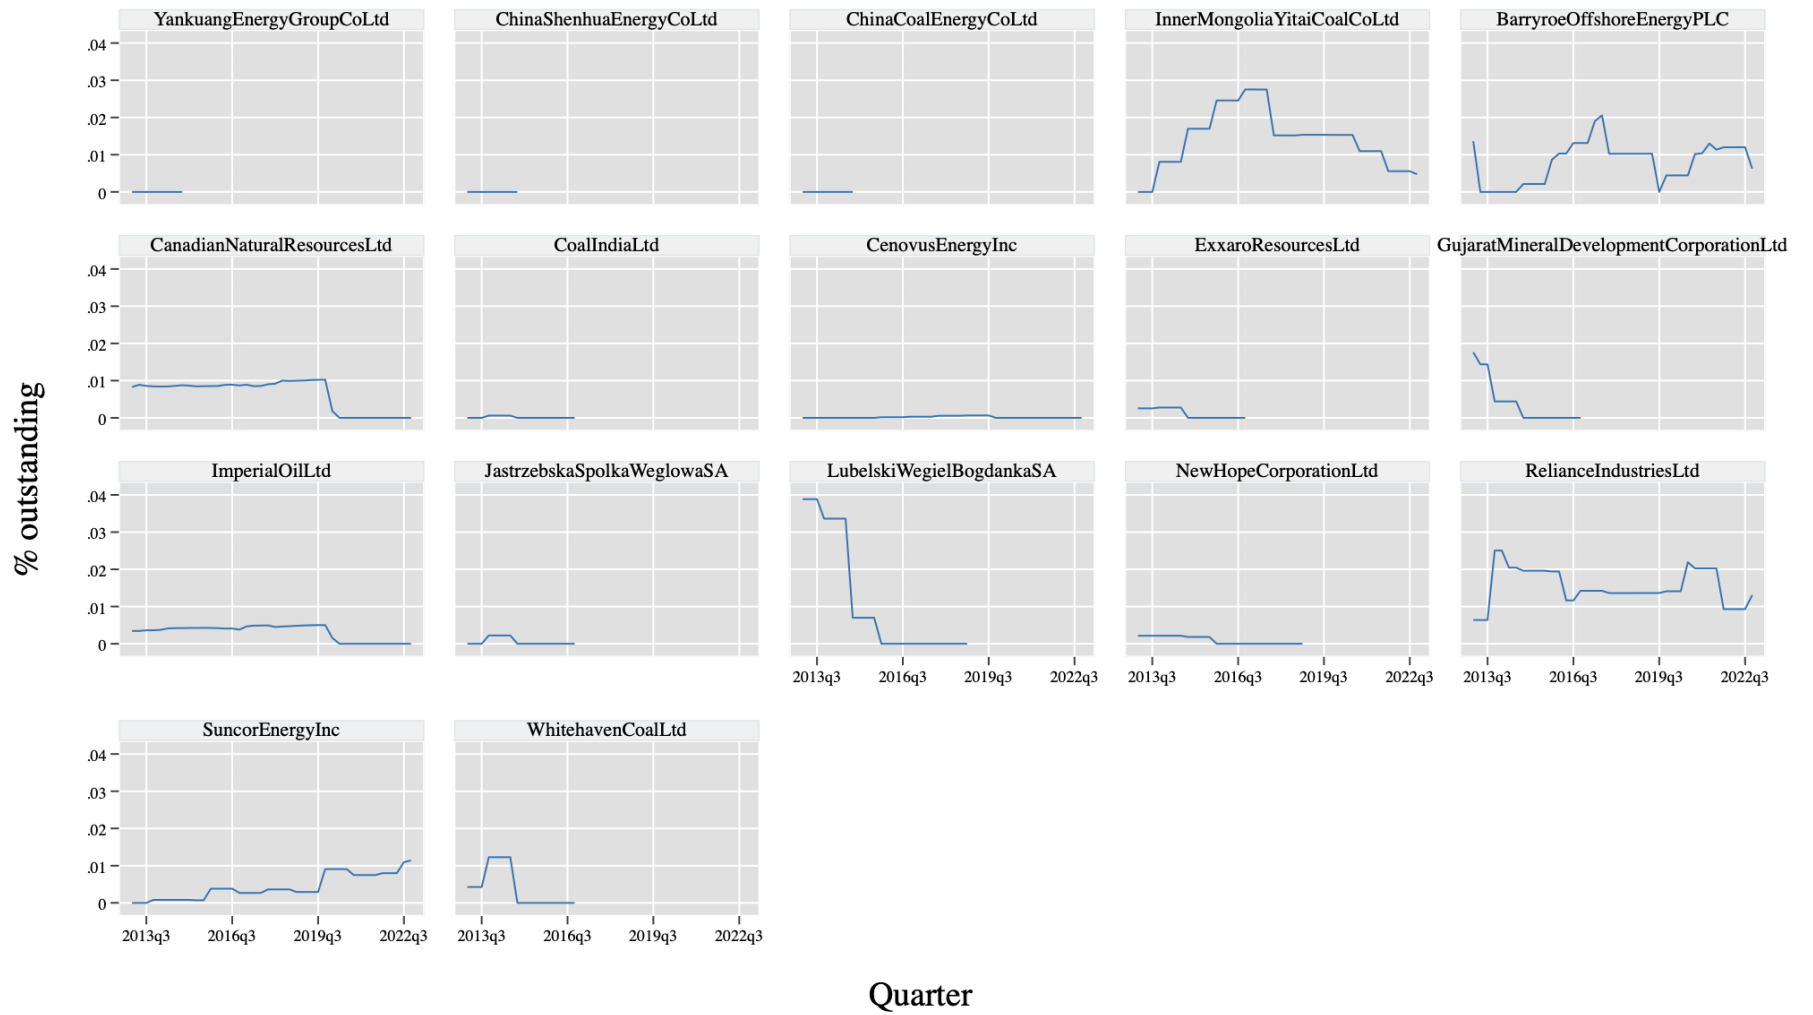 YankuangEnergyGroupCoLtd ChinaShenhuaEnergyCoLtd ChinaCoalEnergyCoLtd InnerMongoliaYitaiCoalCoLtd BarryroeOffshoreEnergyPLC
.04
.03
.02
.01
0
CanadianNaturalResourcesLtd CoalIndiaLtd CenovusEnergyInc ExxaroResourcesLtd GujaratMineralDevelopmentCorporationLtd
.04
.03
.02
.01
0
% outstanding
ImperialOilLtd JastrzebskaSpolkaWeglowaSA LubelskiWegielBogdankaSA NewHopeCorporationLtd RelianceIndustriesLtd
.04
.03
.02
.01
0
2013q3 2016q3 2019q3 2022q3 2013q3 2016q3 2019q3 2022q3 2013q3 2016q3 2019q3 2022q3
SuncorEnergyInc WhitehavenCoalLtd
.04
.03
.02
.01
0
2013q3 2016q3 2019q3 2022q3 2013q3 2016q3 2019q3 2022q3
Quarter